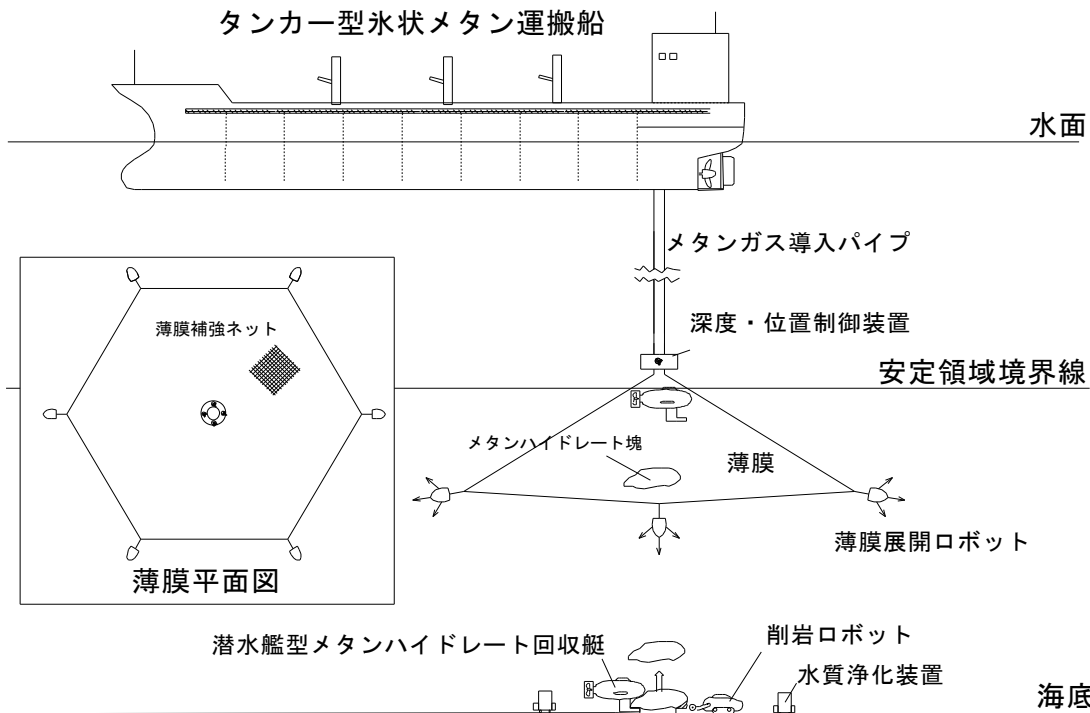 タンカー型氷状メタン運搬船
水面
メタンガス導入パイプ
深度・位置制御装置
安定領域境界線
薄膜補強ネット
メタンハイドレート塊
薄膜
薄膜展開ロボット
薄膜平面図
潜水艦型メタンハイドレート回収艇
削岩ロボット
水質浄化装置
海底